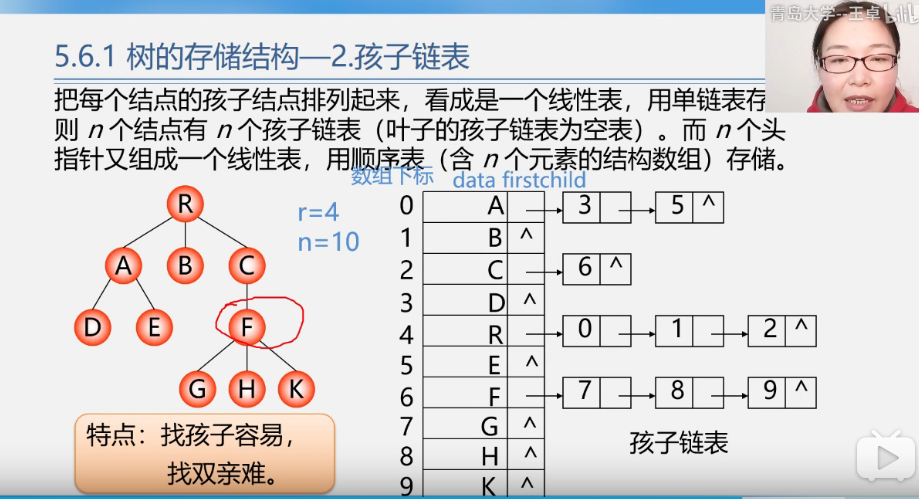 青岛大学--王卓
5.6.1 树的存储结构—2.孩子链表
把每个结点的孩子结点排列起来，看成是一个线性表，用单链表存
则 n 个结点有 n 个孩子链表（叶子的孩子链表为空表）。而 n 个头
指针又组成一个线性表，用顺序表（含 n 个元素的结构数组）存储。
数组下标 data firstchild
R
A B C
D E F
G H K
r=4
n=10
0 A 3 5 ^
1 B ^
2 C 6 ^
3 D ^
4 R 0 1 2 ^
5 E ^
6 F 7 8 9 ^
7 G ^
8 H ^
9 K ^
特点：找孩子容易，
找双亲难。
孩子链表